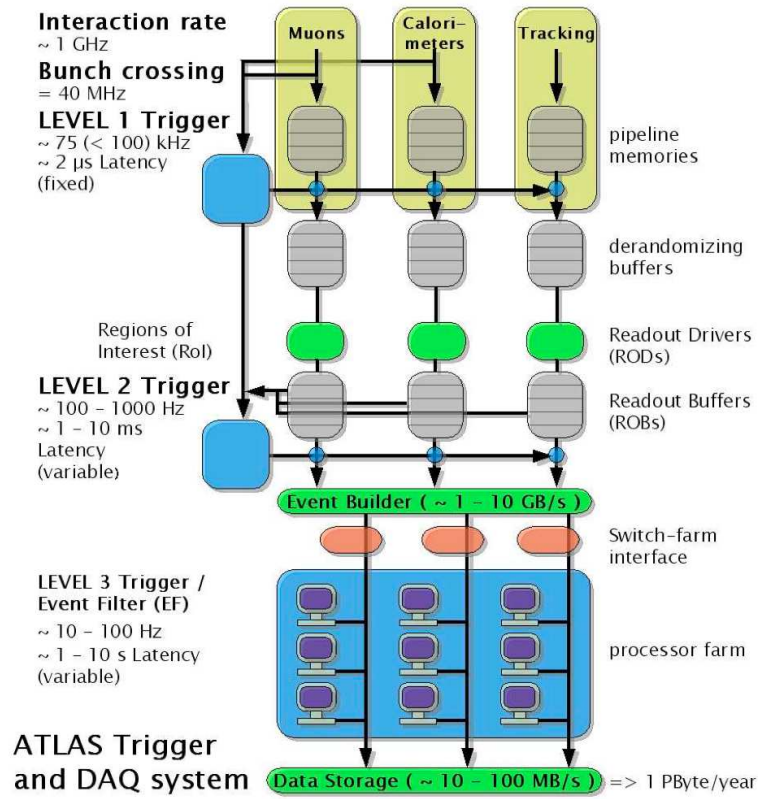 Interaction rate
~ 1 GHz
Bunch crossing
= 40 MHz
LEVEL 1 Trigger
~ 75 (< 100) kHz
~ 2 µs Latency
(fixed)
Muons
Calori-
meters
Tracking
pipeline
memories
derandomizing
buffers
Regions of
Interest (RoI)
Readout Drivers
(RODs)
LEVEL 2 Trigger
~ 100 – 1000 Hz
~ 1 – 10 ms
Latency
(variable)
Readout Buffers
(ROBs)
Event Builder ( ~ 1 – 10 GB/s )
Switch-farm
interface
LEVEL 3 Trigger /
Event Filter (EF)
~ 10 – 100 Hz
~ 1 – 10 s Latency
(variable)
processor farm
ATLAS Trigger
and DAQ system
Data Storage ( ~ 10 – 100 MB/s ) => 1 PByte/year